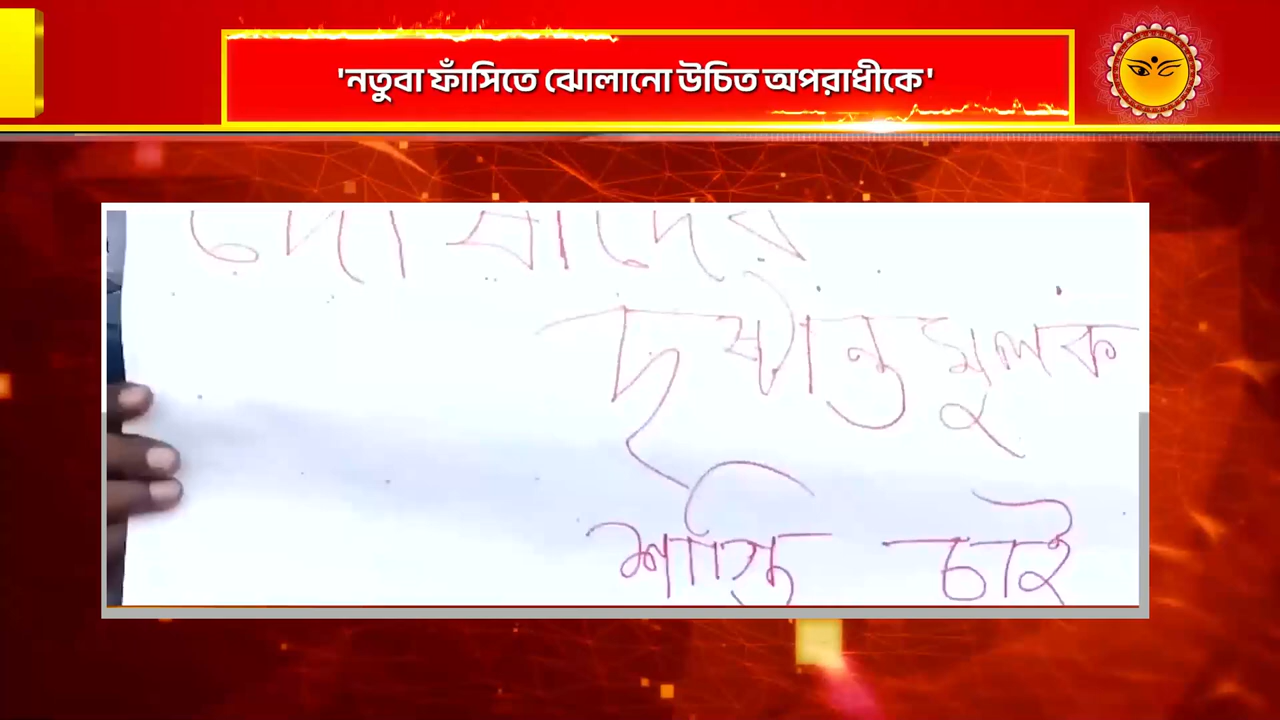 'নতুবা ফাঁসিতে ঝোলানো উচিত অপরাধীকে'
দোষীদের
দৃষ্টান্তমূলক
শাস্তি চাই